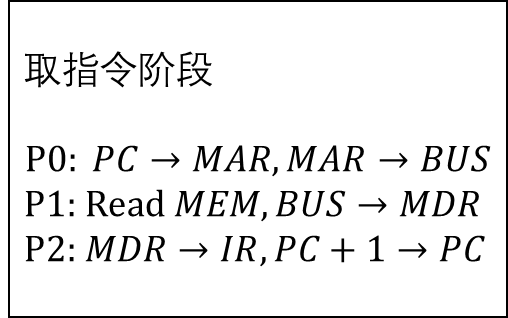 取指令阶段
P0: PC → MAR, MAR → BUS
P1: Read MEM, BUS → MDR
P2: MDR → IR, PC + 1 → PC